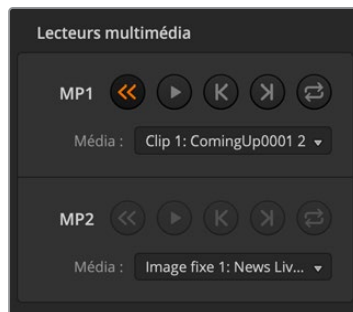 Lecteurs multimédia
MP1
Média : Clip 1: ComingUp0001 2
MP2
Média : Image fixe 1: News Liv...